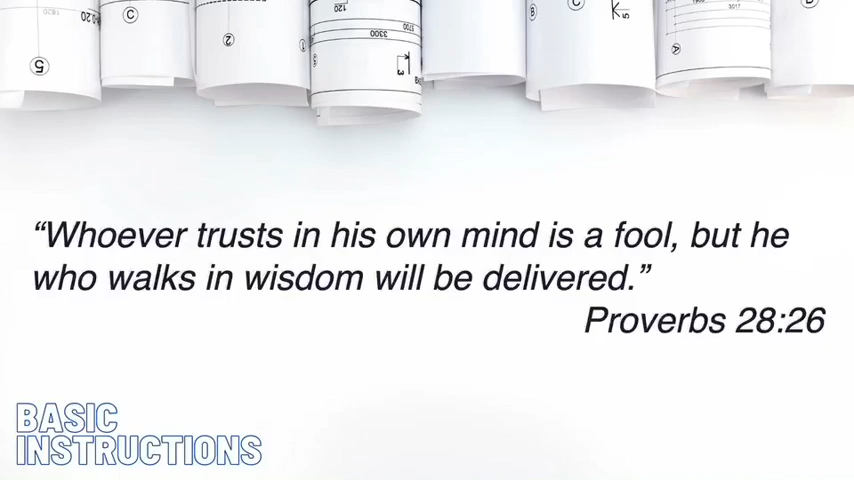 “Whoever trusts in his own mind is a fool, but he
who walks in wisdom will be delivered.”
Proverbs 28:26
BASIC
INSTRUCTIONS